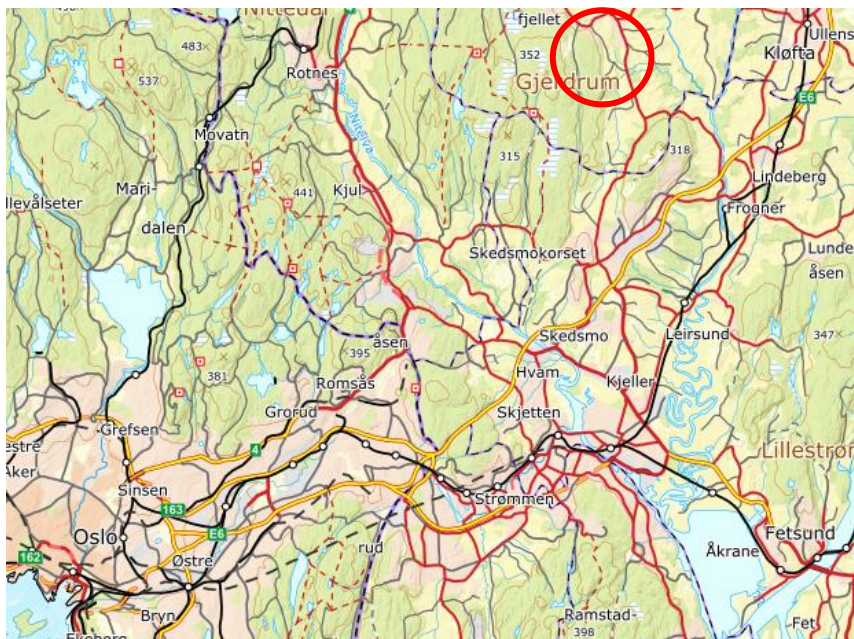 fjellet
Ullens
483
352
Kløfta
Rotnes
537
Gjerdrum
E6
Movatn
Nitelva
315
318
Mari-
441
Kjul
Lindeberg
llevålseter
Frogner
dalen
Skedsmokorset
Lunde
åsen
åsen
Skedsmo
Leirsund
347
395
381
Romsås
Hvam
Kjeller
Grorud
Skjetten
Grefsen
4
Lillestrøm
estre
Aker
Sinsen
163
Strømmen
Oslo
E6
Fetsund
162
Østre
rud
Åkrane
Bryn
Ramstad-
398
Fet-
Ekeberg